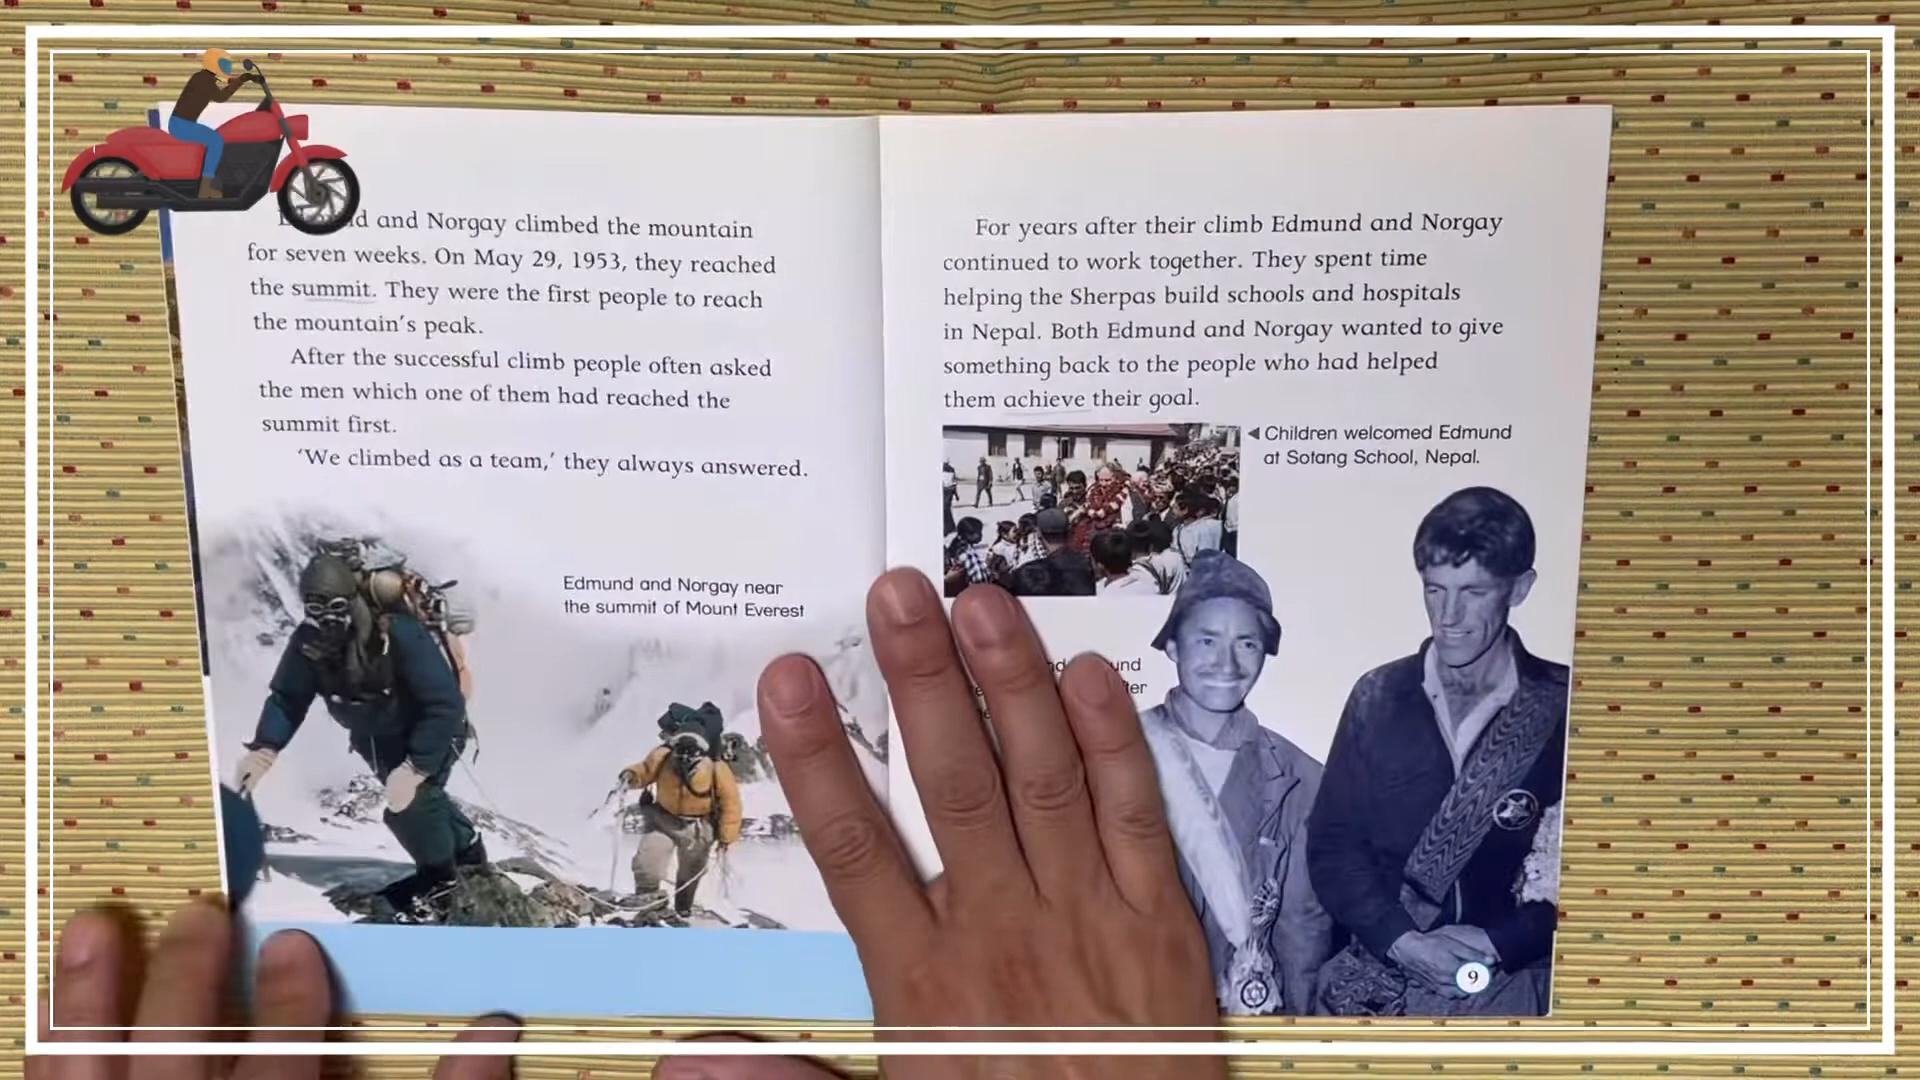 and Norgay climbed the mountain
for seven weeks. On May 29, 1953, they reached
the summit. They were the first people to reach
the mountain's peak.
After the successful climb people often asked
the men which one of them had reached the
summit first.
'We climbed as a team,' they always answered.
Edmund and Norgay near
the summit of Mount Everest
For years after their climb Edmund and Norgay
continued to work together. They spent time
helping the Sherpas build schools and hospitals
in Nepal. Both Edmund and Norgay wanted to give
something back to the people who had helped
them achieve their goal.
◄ Children welcomed Edmund
at Sotang School, Nepal.
9